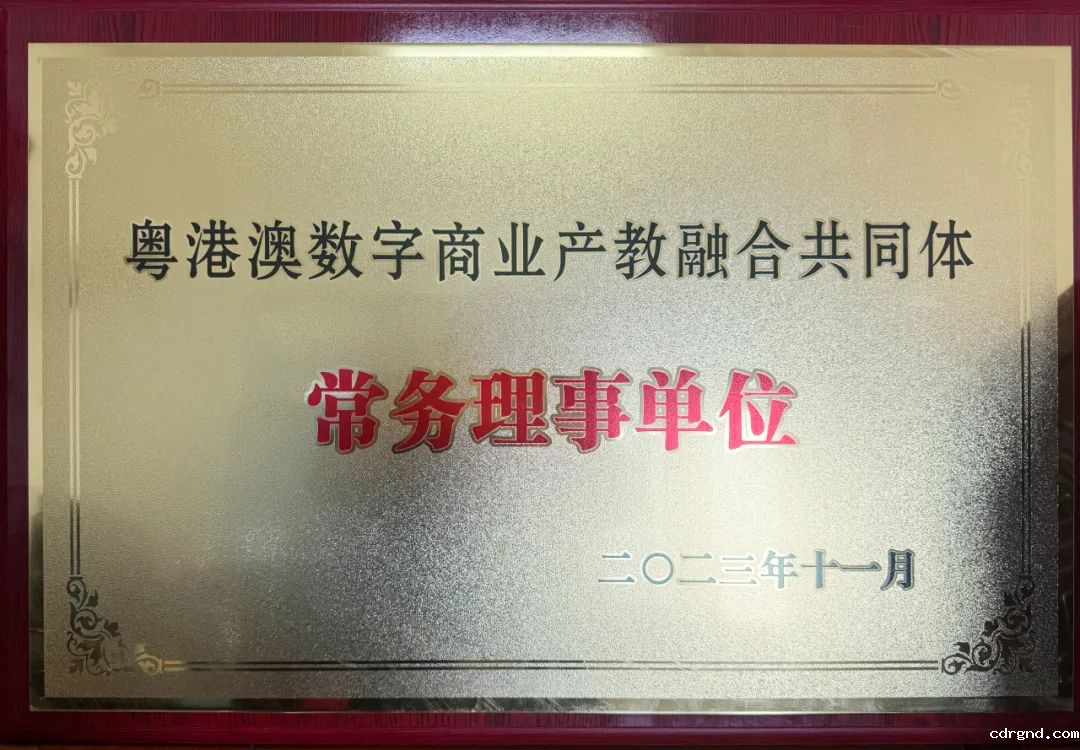 粤港澳数字商业产教融合共同体
常务理事单位
二〇二三年十一月
cdrgnd.com